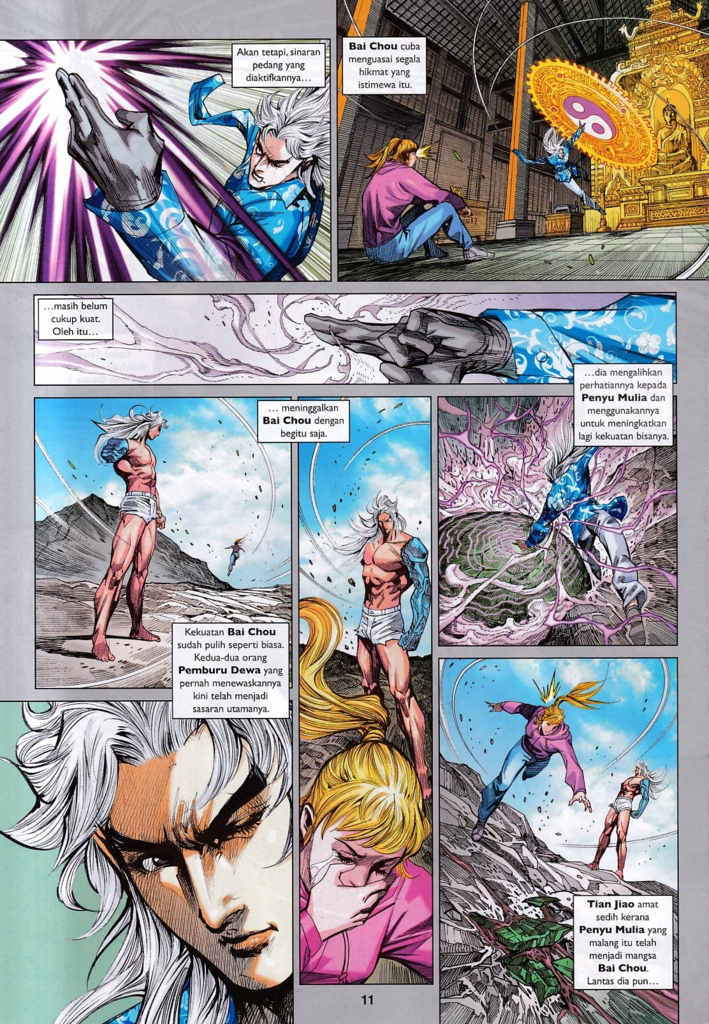 Akan tetapi, sinaran
pedang yang
diaktifkannya…
Bai Chou cuba
menguasai segala
hikmat yang
istimewa itu.
…masih belum
cukup kuat.
Oleh itu…
…dia mengalihkan
perhatiannya kepada
Penyu Mulia dan
menggunakannya
untuk meningkatkan
lagi kekuatan bisanya.
… meninggalkan
Bai Chou dengan
begitu saja.
Kekuatan Bai Chou
sudah pulih seperti biasa.
Kedua-dua orang
Pemburu Dewa yang
pernah menewaskannya
kini telah menjadi
sasaran utamanya.
Tian Jiao amat
sedih kerana
Penyu Mulia yang
malang itu telah
menjadi mangsa
Bai Chou.
Lantas dia pun…
11